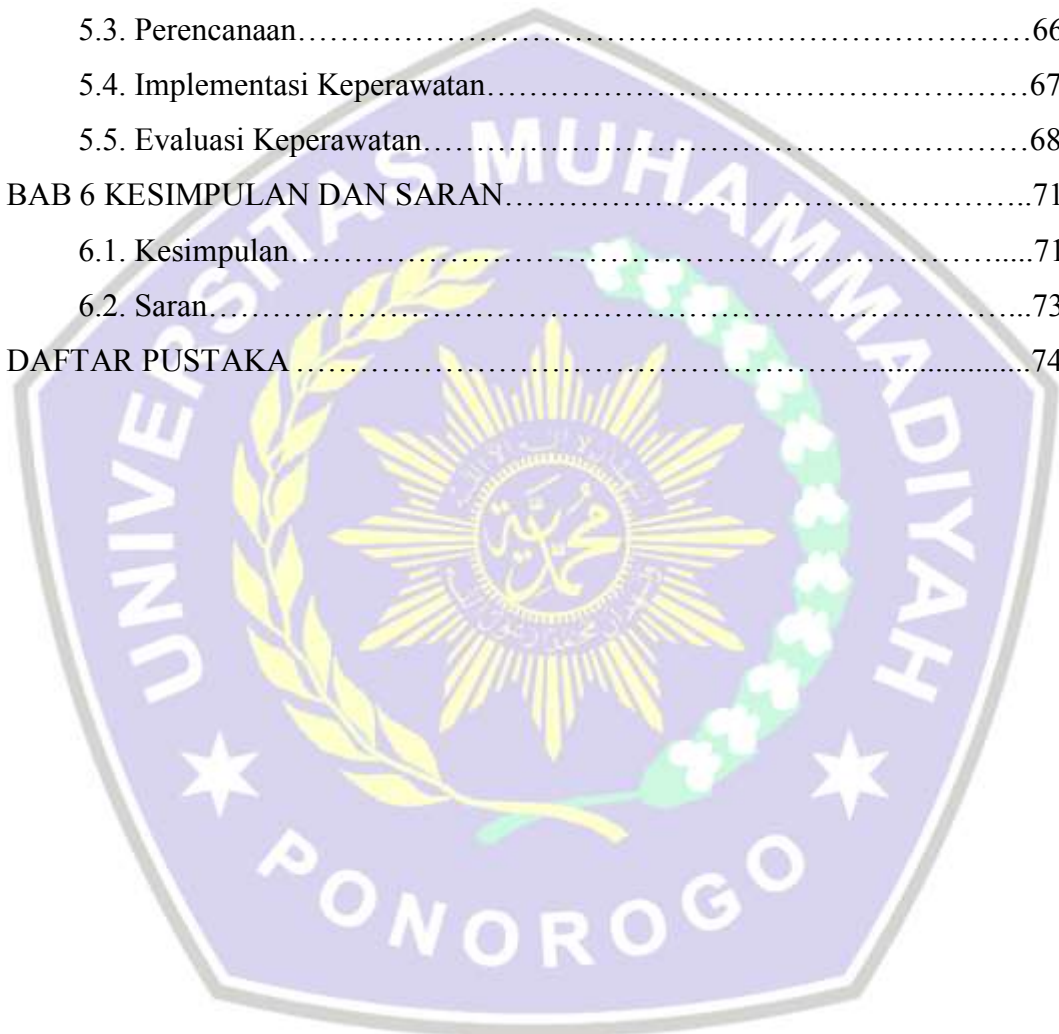 5.3. Perencanaan…………………………………………………………66
5.4. Implementasi Keperawatan………………………………………………67
5.5. Evaluasi Keperawatan……………………………………………………68
BAB 6 KESIMPULAN DAN SARAN……………………………………………..71
6.1. Kesimpulan……………………………………………………………......71
6.2. Saran……………………………………………………………………...73
DAFTAR PUSTAKA ………………………………………………........................74
UNIVERSITAS MUHAMMADIYAH
محمدية
PONOROGO